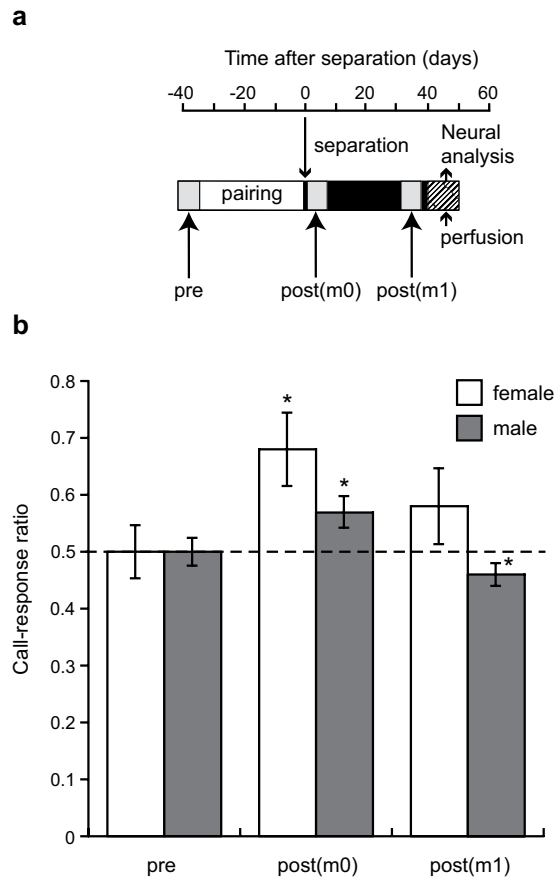 a
Time after separation (days)
-40 -20 0 20 40 60
separation
Neural
analysis
pairing
perfusion
pre post(m0) post(m1)
b
0.8
female
male
*
0.7
*
0.6
0.5
*
0.4
0.3
0.2
0.1
0
Call-response ratio
pre post(m0) post(m1)